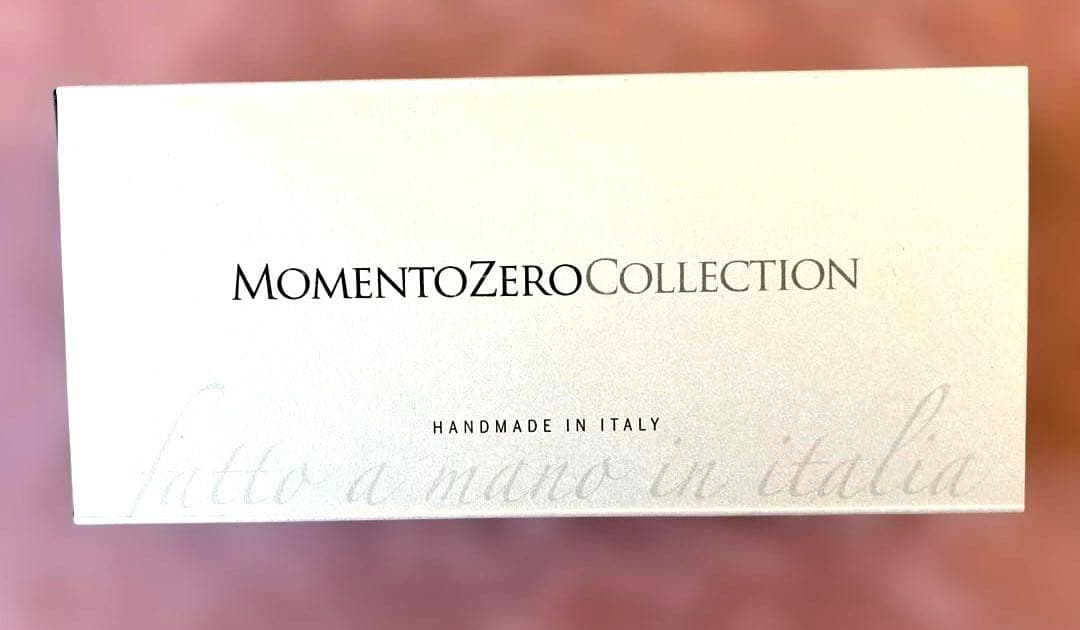 MOMENTOZEROCOLLECTION
HANDMADE IN ITALY
fatto a mano in italia